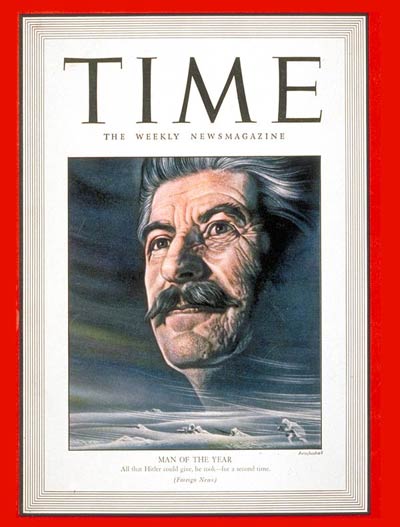 TIME
THE WEEKLY NEWSMAGAZINE
MAN OF THE YEAR
All that Hitler could give, he took—for a second time.
(Foreign News)